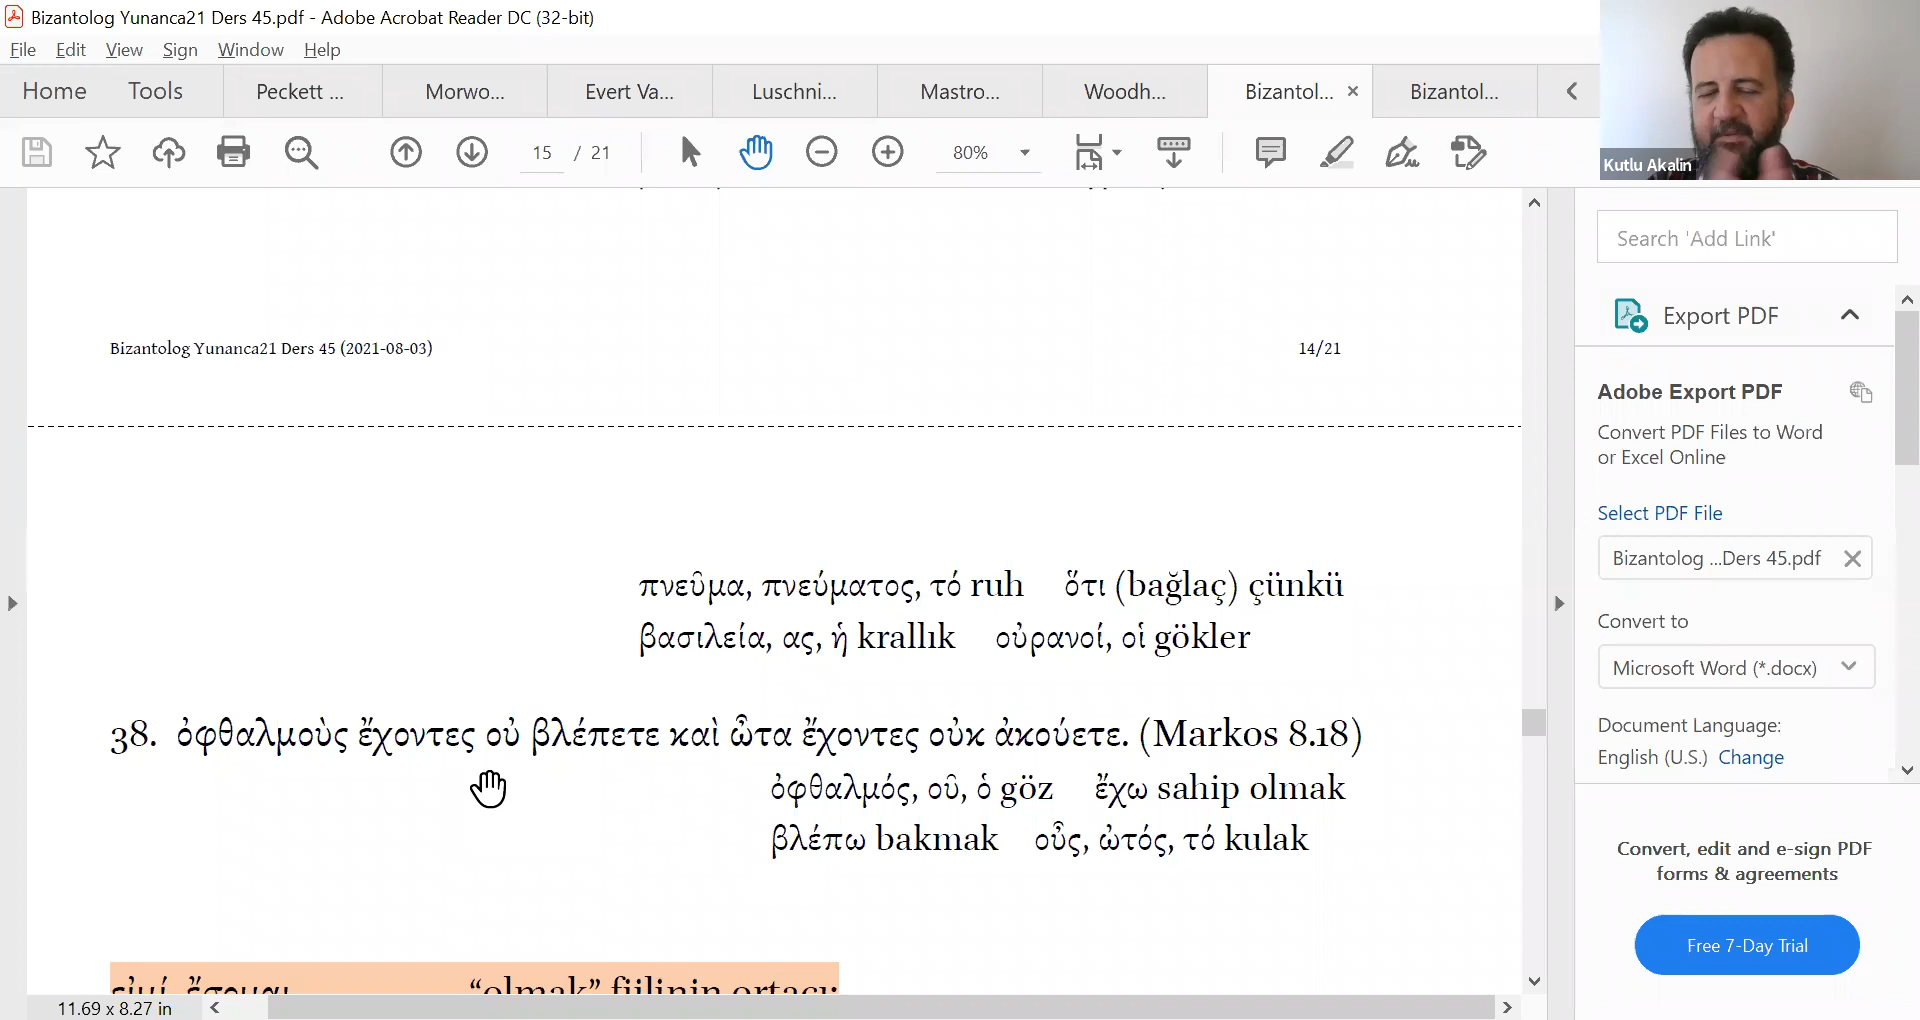 Bizantolog Yunanca21 Ders 45.pdf - Adobe Acrobat Reader DC (32-bit)
File Edit View Sign Window Help
Home Tools Peckett ... Morwo... Evert Va... Luschni... Mastro... Woodh... Bizantol... Bizantol...
15 / 21 80%
Kutlu Akalin
Search 'Add Link'
Export PDF
Bizantolog Yunanca21 Ders 45 (2021-08-03) 14/21
Adobe Export PDF
Convert PDF Files to Word
or Excel Online
Select PDF File
Bizantolog ...Ders 45.pdf
Convert to
Microsoft Word (*.docx)
Document Language:
English (U.S.) Change
πνεῦμα, πνεύματος, τό ruh ὅτι (bağlaç) çünkü
βασιλεία, ας, ἡ krallık οὐρανοί, οἱ gökler
38. ὀφθαλμοὺς ἔχοντες οὐ βλέπετε καὶ ὦτα ἔχοντες οὐκ ἀκούετε. (Markos 8.18)
ὀφθαλμός, οῦ, ὁ göz ἔχω sahip olmak
βλέπω bakmak οὖς, ὠτός, τό kulak
Convert, edit and e-sign PDF
forms & agreements
Free 7-Day Trial
εἰμί, ἔσομαι “olmak” fiilinin ortacı:
11.69 x 8.27 in